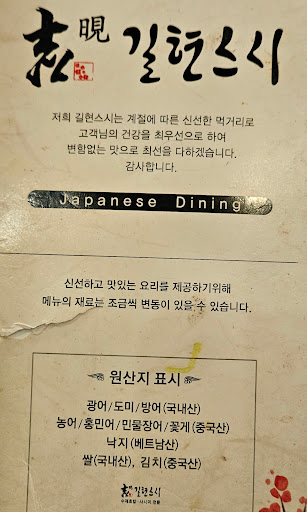 喆 晛 길현스시
저희 길현스시는 계절에 따른 신선한 먹거리로
고객님의 건강을 최우선으로 하여
변함없는 맛으로 최선을 다하겠습니다.
감사합니다.
Japanese Dining
신선하고 맛있는 요리를 제공하기위해
메뉴의 재료는 조금씩 변동이 있을 수 있습니다.
원산지 표시
광어/도미/방어(국내산)
농어/홍민어/민물장어/꽃게(중국산)
낙지(베트남산)
쌀(국내산), 김치(중국산)
길현스시